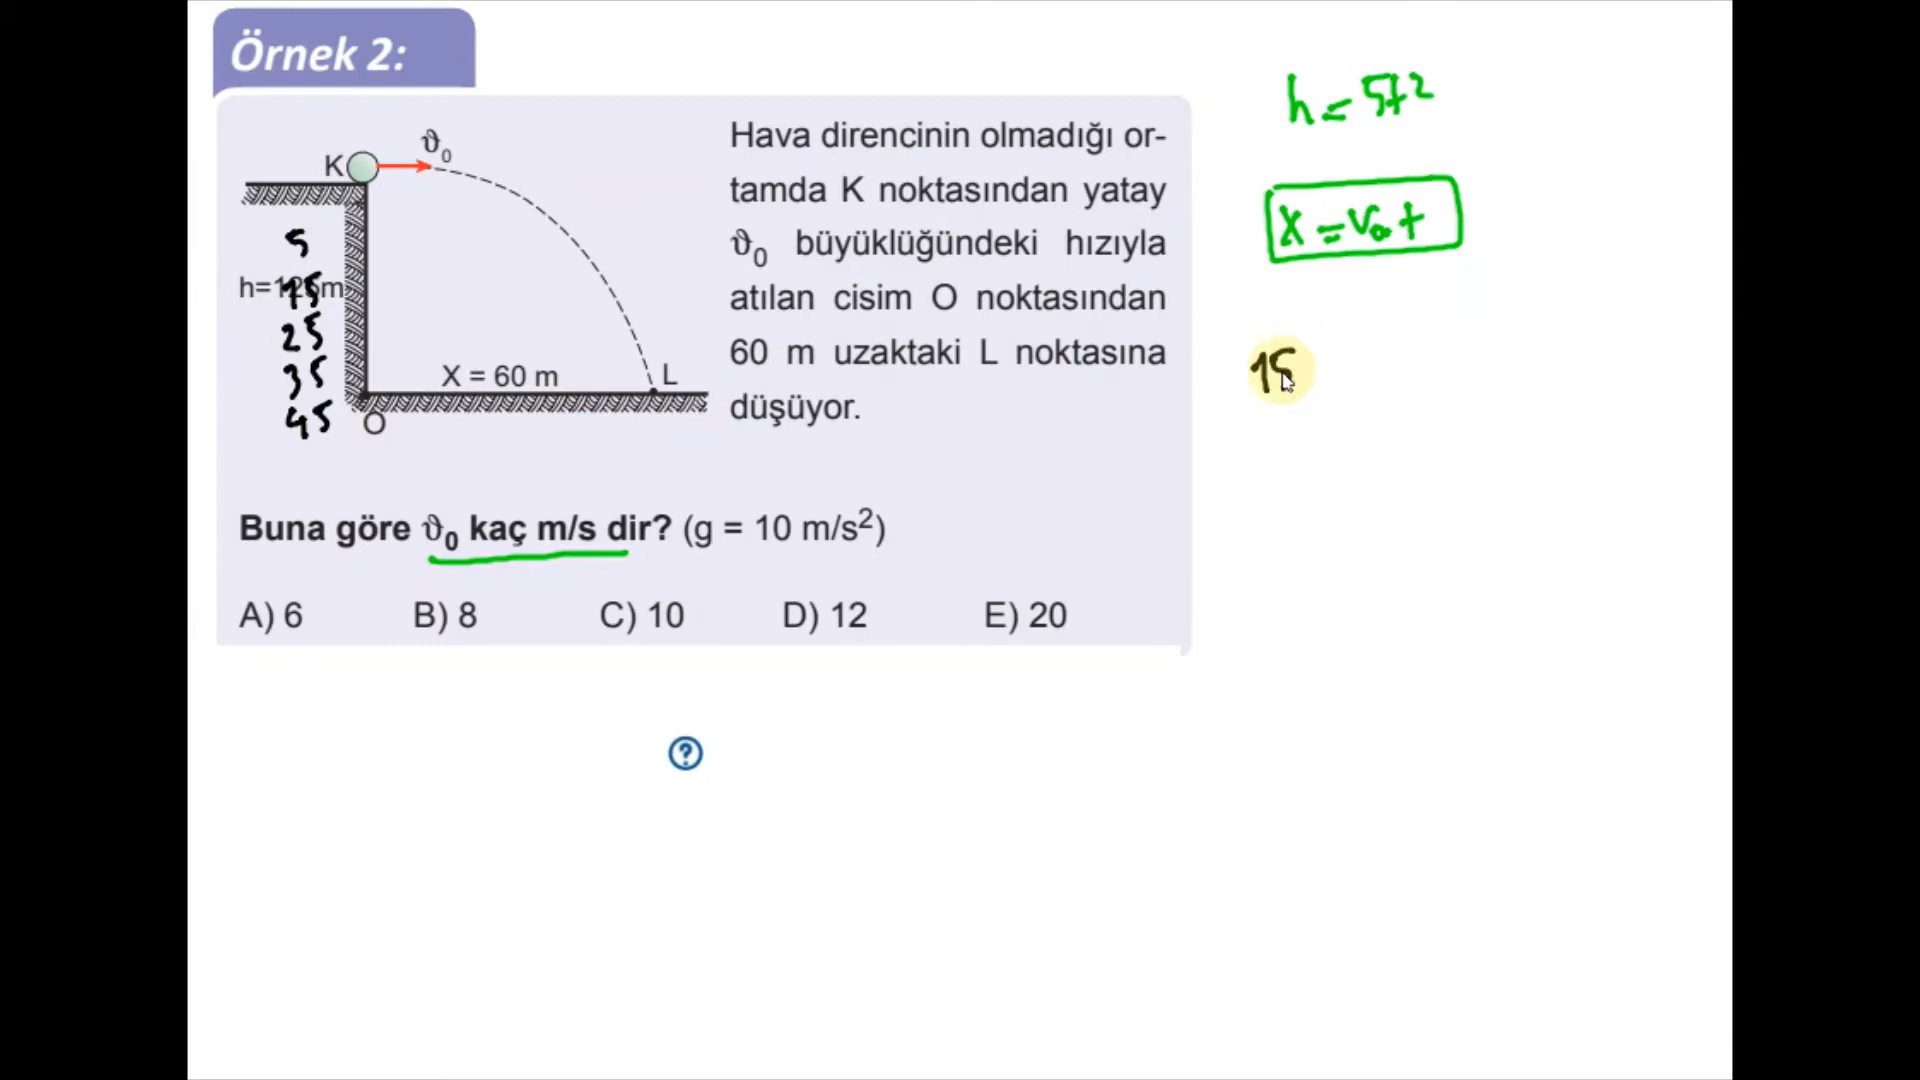 Örnek 2:
K
ϑ0
h=125m
5
15
25
35
45
X = 60 m
L
O
Hava direncinin olmadığı or-
tamda K noktasından yatay
ϑ0 büyüklüğündeki hızıyla
atılan cisim O noktasından
60 m uzaktaki L noktasına
düşüyor.
Buna göre ϑ0 kaç m/s dir? (g = 10 m/s²)
A) 6 B) 8 C) 10 D) 12 E) 20
h = 5t²
X = V0 t
15
?